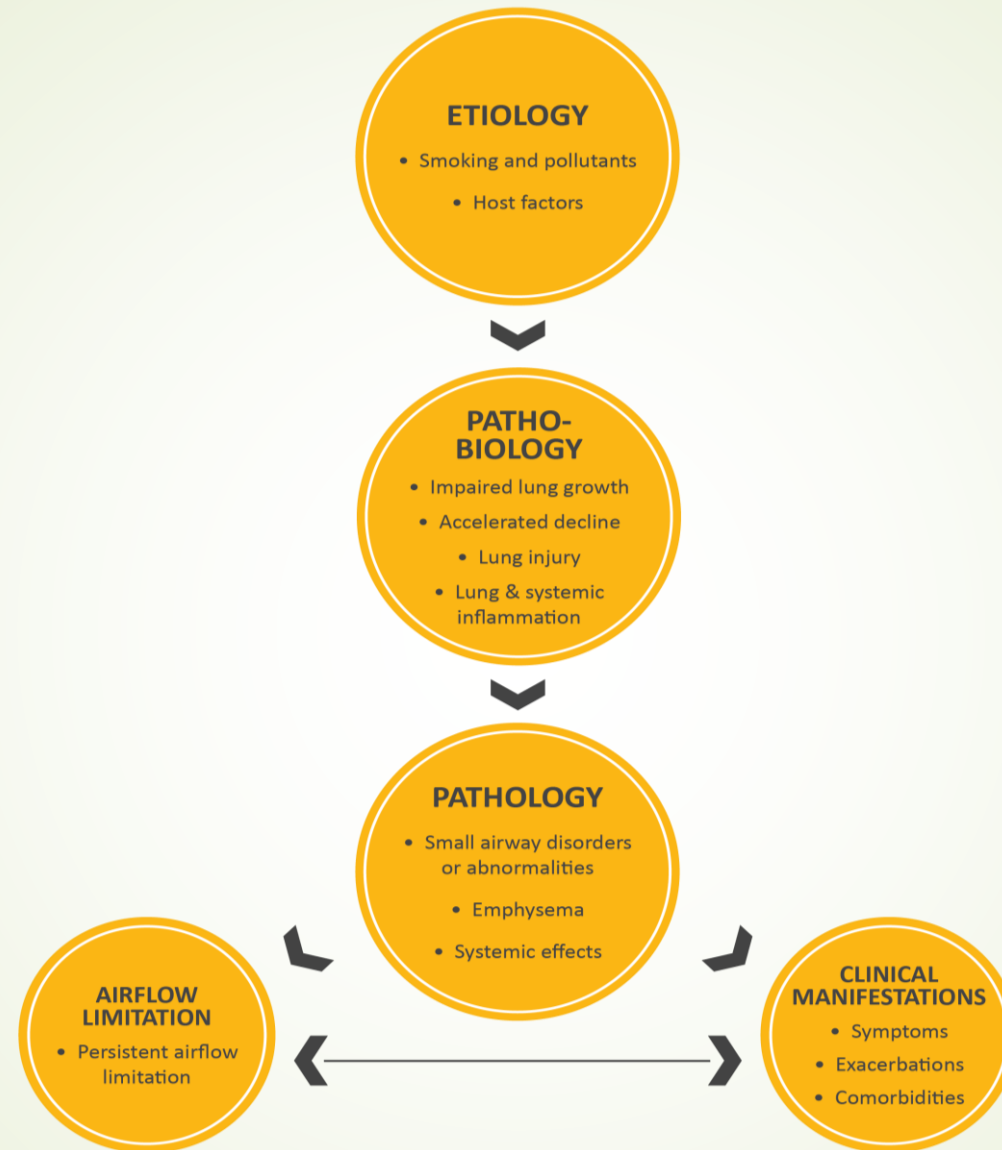 ETIOLOGY
• Smoking and pollutants
• Host factors
PATHO-
BIOLOGY
• Impaired lung growth
• Accelerated decline
• Lung injury
• Lung & systemic
inflammation
PATHOLOGY
• Small airway disorders
or abnormalities
• Emphysema
• Systemic effects
AIRFLOW
LIMITATION
• Persistent airflow
limitation
CLINICAL
MANIFESTATIONS
• Symptoms
• Exacerbations
• Comorbidities